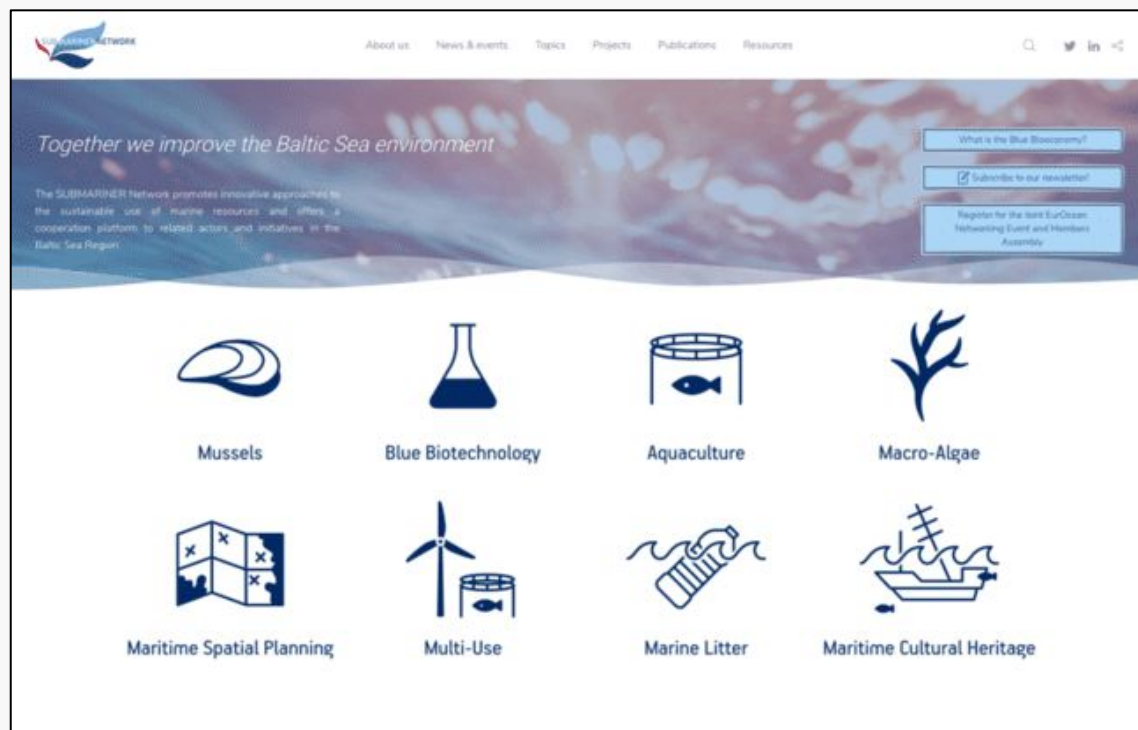 SUBMARINER NETWORK
About us News & events Topics Projects Publications Resources
in
Together we improve the Baltic Sea environment
The SUBMARINER Network promotes innovative approaches to
the sustainable use of marine resources and offers a
cooperation platform to related actors and initiatives in the
Baltic Sea Region
What is the Blue Bioeconomy?
Subscribe to our newsletter!
Register for the Joint EurOcean
Networking Event and Members
Assembly
Mussels Blue Biotechnology Aquaculture Macro-Algae
Maritime Spatial Planning Multi-Use Marine Litter Maritime Cultural Heritage